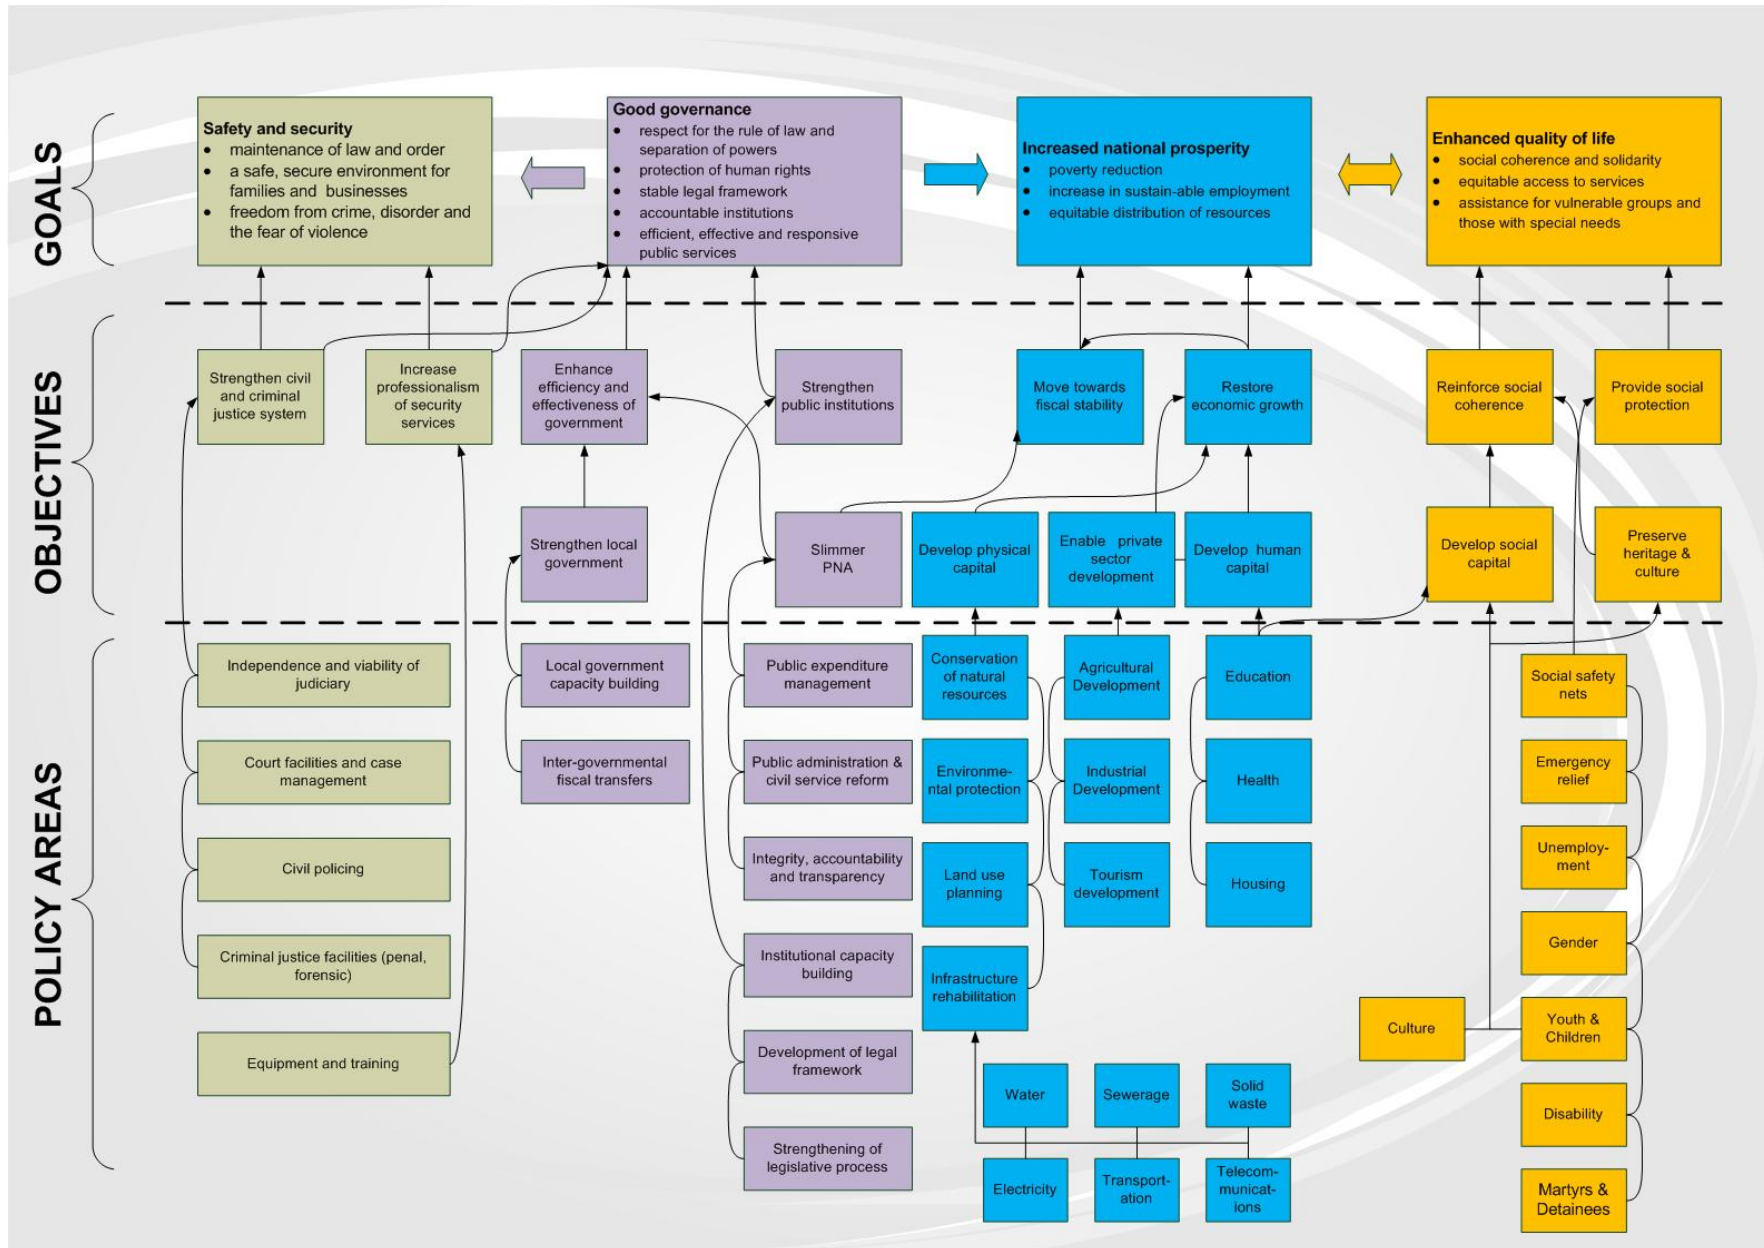 GOALS
Safety and security
• maintenance of law and order
• a safe, secure environment for
families and businesses
• freedom from crime, disorder and
the fear of violence
Good governance
• respect for the rule of law and
separation of powers
• protection of human rights
• stable legal framework
• accountable institutions
• efficient, effective and responsive
public services
Increased national prosperity
• poverty reduction
• increase in sustain-able employment
• equitable distribution of resources
Enhanced quality of life
• social coherence and solidarity
• equitable access to services
• assistance for vulnerable groups and
those with special needs
OBJECTIVES
Strengthen civil
and criminal
justice system
Increase
professionalism
of security
services
Enhance
efficiency and
effectiveness of
government
Strengthen
public institutions
Move towards
fiscal stability
Restore
economic growth
Reinforce social
coherence
Provide social
protection
Strengthen local
government
Slimmer
PNA
Develop physical
capital
Enable private
sector
development
Develop human
capital
Develop social
capital
Preserve
heritage &
culture
POLICY AREAS
Independence and viability of
judiciary
Court facilities and case
management
Civil policing
Criminal justice facilities (penal,
forensic)
Equipment and training
Local government
capacity building
Inter-governmental
fiscal transfers
Public expenditure
management
Public administration &
civil service reform
Integrity, accountability
and transparency
Institutional capacity
building
Development of legal
framework
Strengthening of
legislative process
Conservation
of natural
resources
Environme-
ntal protection
Land use
planning
Infrastructure
rehabilitation
Agricultural
Development
Industrial
Development
Tourism
development
Education
Health
Housing
Water
Sewerage
Solid
waste
Electricity
Transport-
ation
Telecom-
municat-
ions
Culture
Social safety
nets
Emergency
relief
Unemploy-
ment
Gender
Youth &
Children
Disability
Martyrs &
Detainees